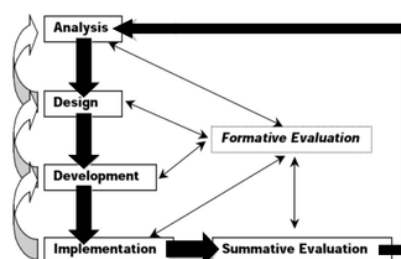 Analysis
Design
Formative Evaluation
Development
Implementation
Summative Evaluation